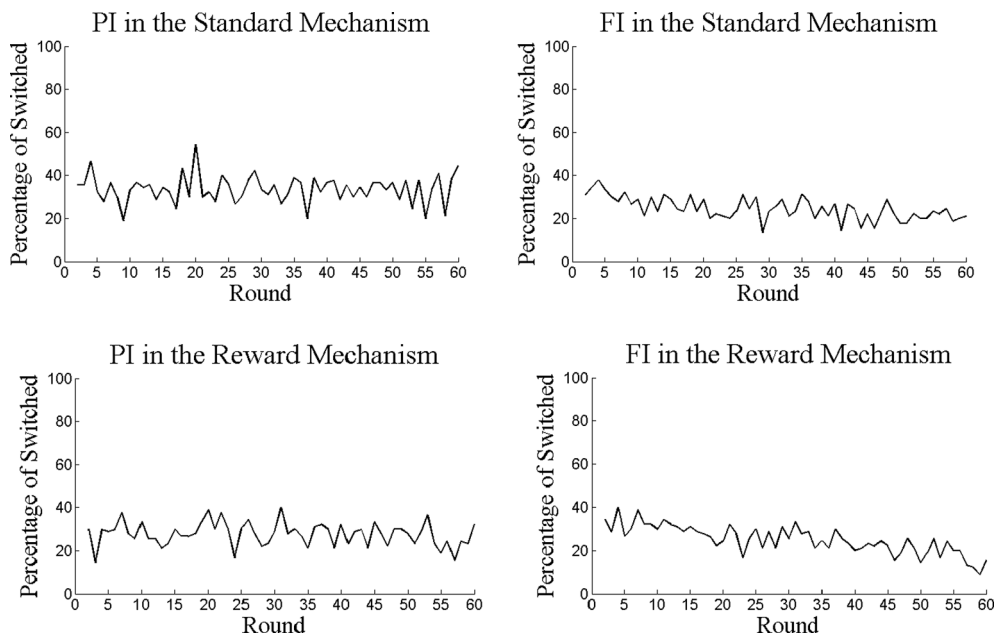 PI in the Standard Mechanism
100
80
60
40
20
0
Percentage of Switched
0 5 10 15 20 25 30 35 40 45 50 55 60
Round
FI in the Standard Mechanism
100
80
60
40
20
0
Percentage of Switched
0 5 10 15 20 25 30 35 40 45 50 55 60
Round
PI in the Reward Mechanism
100
80
60
40
20
0
Percentage of Switched
0 5 10 15 20 25 30 35 40 45 50 55 60
Round
FI in the Reward Mechanism
100
80
60
40
20
0
Percentage of Switched
0 5 10 15 20 25 30 35 40 45 50 55 60
Round